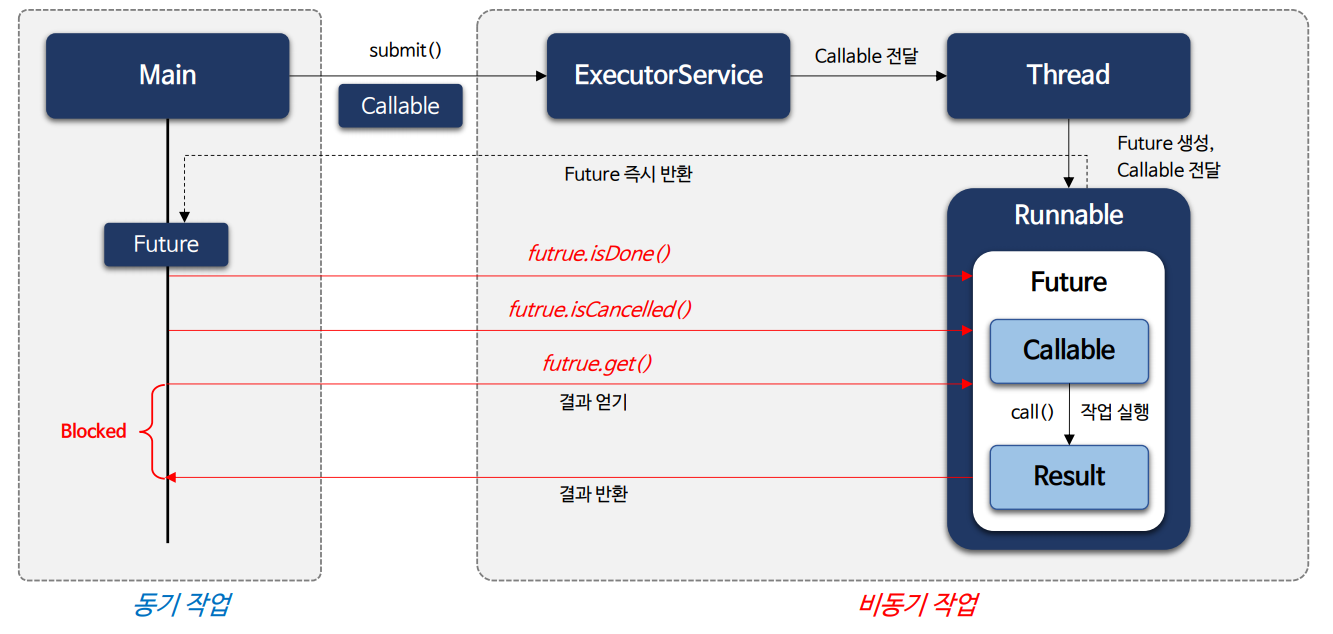 Main
submit()
Callable
ExecutorService
Callable 전달
Thread
Future 생성,
Callable 전달
Future 즉시 반환
Runnable
Future
futrue.isDone()
Future
futrue.isCancelled()
Callable
futrue.get()
결과 얻기
call()
작업 실행
Blocked
Result
결과 반환
동기 작업
비동기 작업